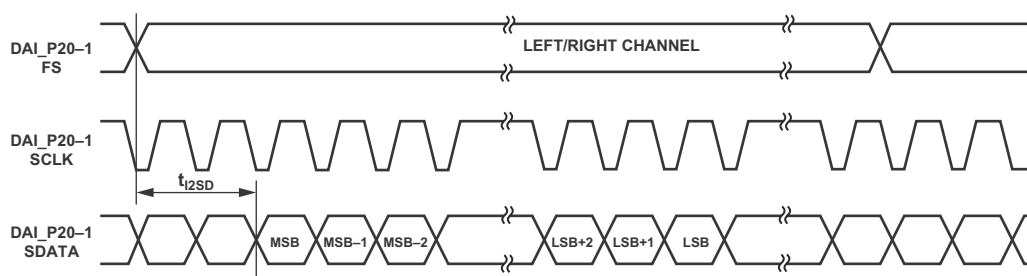 DAI_P20–1
FS
LEFT/RIGHT CHANNEL
DAI_P20–1
SCLK
tI2SD
DAI_P20–1
SDATA
MSB
MSB–1
MSB–2
LSB+2
LSB+1
LSB